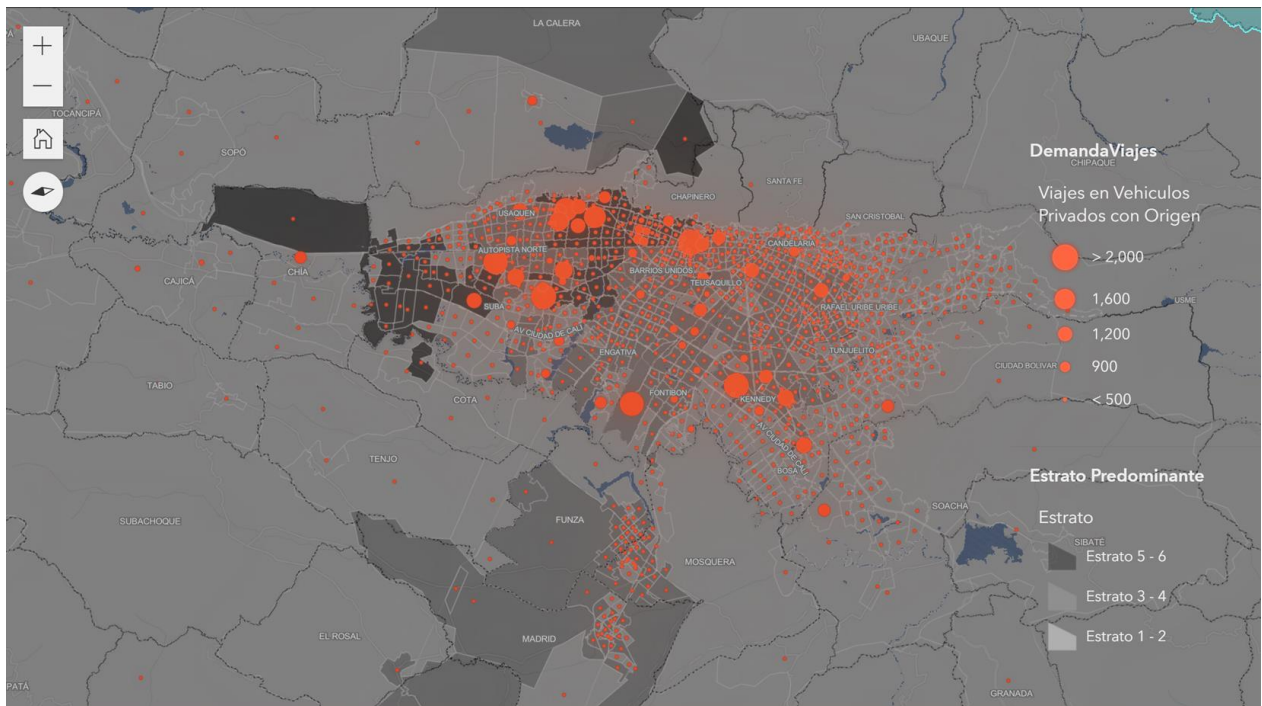 LA CALERA
UBAQUE
TOCANCIPÁ
SOPÓ
DemandaViajes
CHIPAQUE
Viajes en Vehiculos
Privados con Origen
> 2,000
1,600
1,200
900
< 500
SANTA FE
CHAPINERO
SAN CRISTOBAL
USAQUEN
CANDELARIA
AUTOPISTA NORTE
BARRIOS UNIDOS
TEUSAQUILLO
CHÍA
CAJICÁ
SUBA
RAFAEL URIBE URIBE
USME
AV CIUDAD DE CALI
ENGATIVA
TUNJUELITO
CIUDAD BOLIVAR
TABIO
COTA
FONTIBON
KENNEDY
AV CIUDAD DE CALI
BOSA
TENJO
SUBACHOQUE
FUNZA
MOSQUERA
SOACHA
Estrato Predominante
Estrato
SIBATÉ
Estrato 5 - 6
Estrato 3 - 4
Estrato 1 - 2
EL ROSAL
MADRID
GRANADA